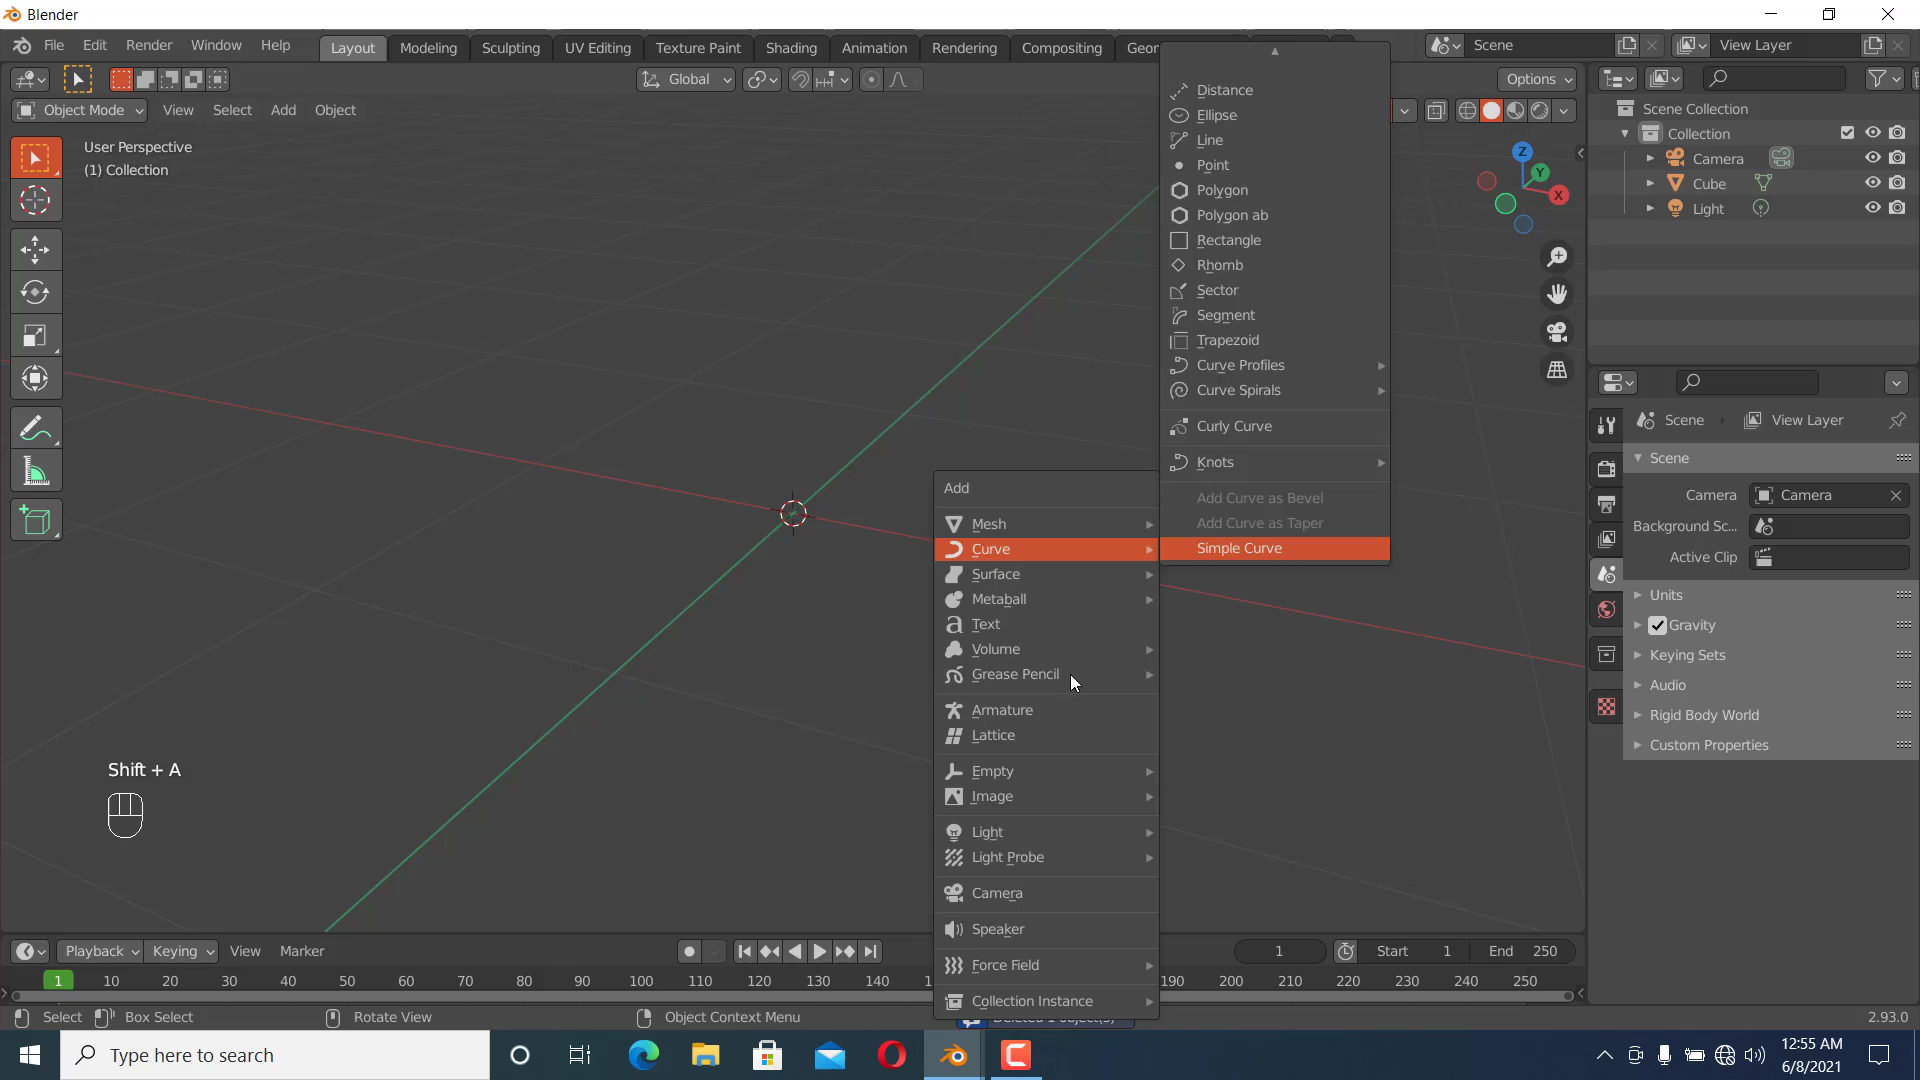 Blender
File Edit Render Window Help Layout Modeling Sculpting UV Editing Texture Paint Shading Animation Rendering Compositing Geor Scene View Layer
Global Options
Object Mode View Select Add Object
User Perspective
(1) Collection
Z
Y
X
Scene Collection
Collection
Camera
Cube
Light
Distance
Ellipse
Line
Point
Polygon
Polygon ab
Rectangle
Rhomb
Sector
Segment
Trapezoid
Curve Profiles
Curve Spirals
Curly Curve
Knots
Add Curve as Bevel
Add Curve as Taper
Simple Curve
Add
Mesh
Curve
Surface
Metaball
Text
Volume
Grease Pencil
Armature
Lattice
Empty
Image
Light
Light Probe
Camera
Speaker
Force Field
Collection Instance
Scene View Layer
Scene
Camera Camera
Background Sc...
Active Clip
Units
Gravity
Keying Sets
Audio
Rigid Body World
Custom Properties
Shift + A
Playback Keying View Marker 1 Start 1 End 250
1 10 20 30 40 50 60 70 80 90 100 110 120 130 140 190 200 210 220 230 240 250
Select Box Select Rotate View Object Context Menu Deleted 1 object(s) 2.93.0
Type here to search
12:55 AM
6/8/2021